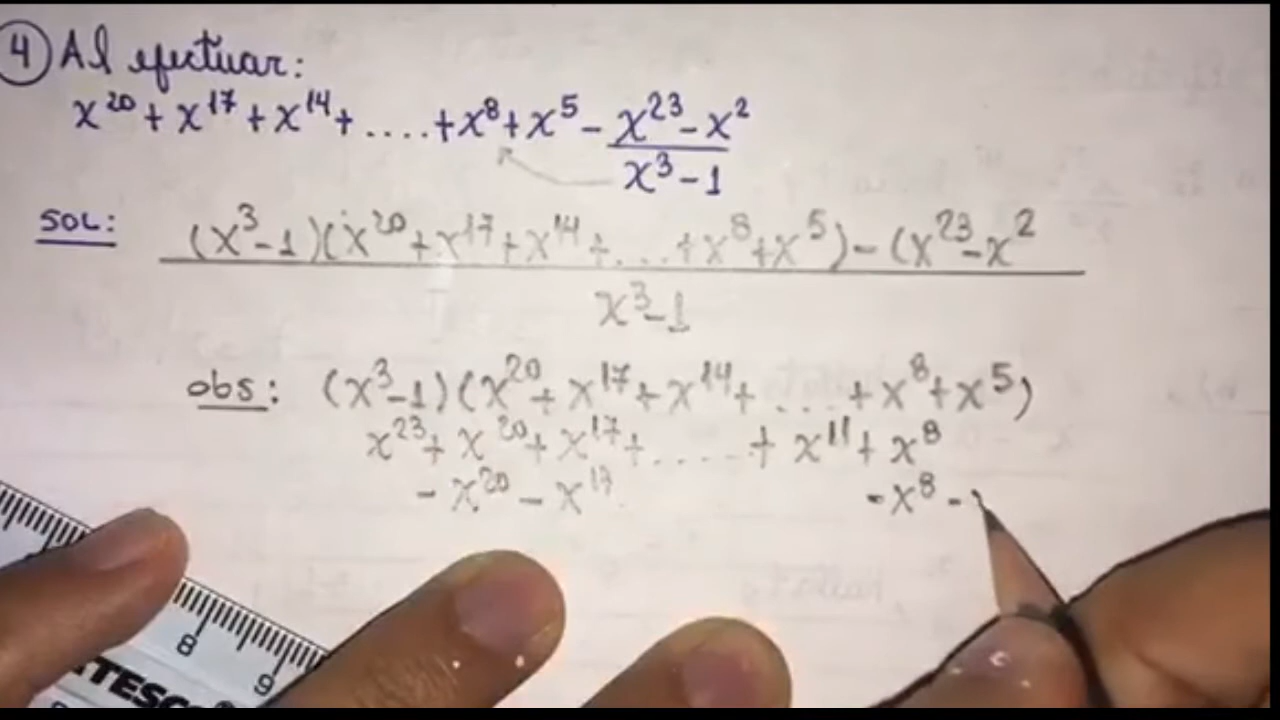 ④ Al efectuar:
x²⁰ + x¹⁷ + x¹⁴ + .... + x⁸ + x⁵ - (x²³ - x²)/(x³ - 1)
SOL:
(x³-1)(x²⁰ + x¹⁷ + x¹⁴ + .... + x⁸ + x⁵) - (x²³ - x²
x³-1
obs: (x³-1)(x²⁰ + x¹⁷ + x¹⁴ + .... + x⁸ + x⁵)
x²³ + x²⁰ + x¹⁷ + ..... + x¹¹ + x⁸
- x²⁰ - x¹⁷ - x⁸ -
8
9